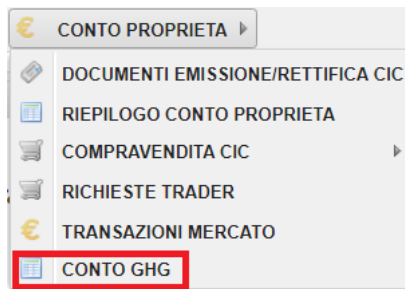 CONTO PROPRIETA
DOCUMENTI EMISSIONE/RETTIFICA CIC
RIEPILOGO CONTO PROPRIETA
COMPRAVENDITA CIC
RICHIESTE TRADER
TRANSAZIONI MERCATO
CONTO GHG